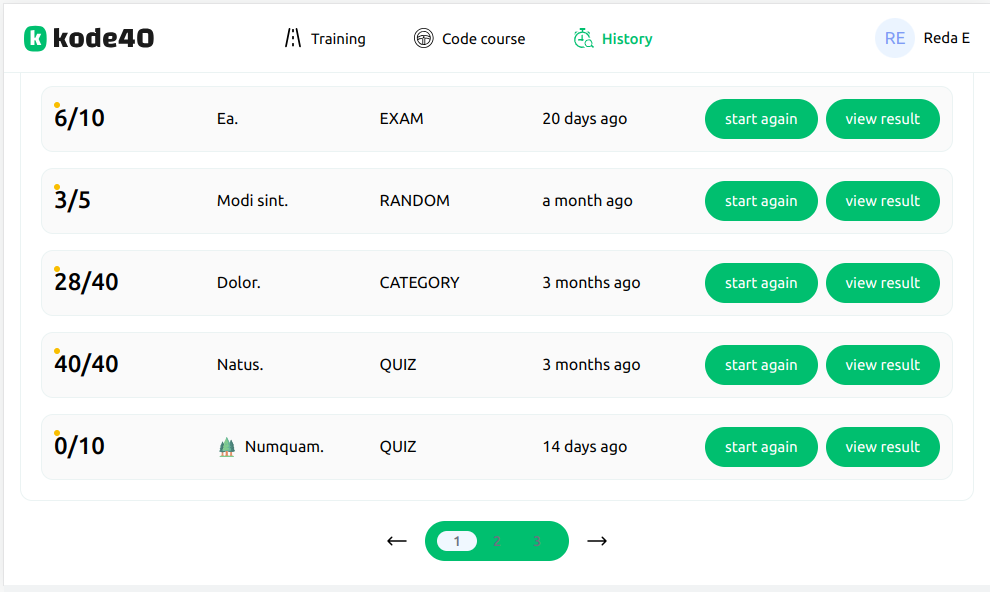 k kode40 Training Code course History RE Reda E
6/10 Ea. EXAM 20 days ago start again view result
3/5 Modi sint. RANDOM a month ago start again view result
28/40 Dolor. CATEGORY 3 months ago start again view result
40/40 Natus. QUIZ 3 months ago start again view result
0/10 Numquam. QUIZ 14 days ago start again view result
← 1 2 3 →